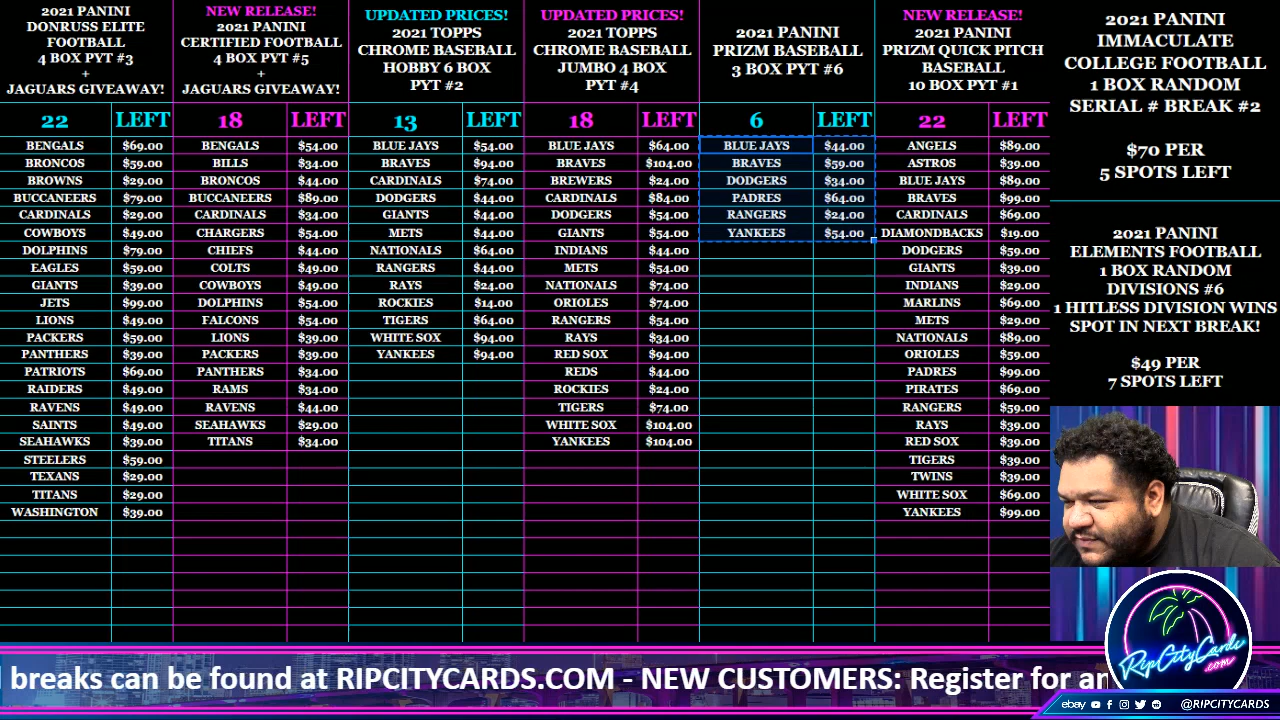 2021 PANINI
DONRUSS ELITE
FOOTBALL
4 BOX PYT #3
+
JAGUARS GIVEAWAY!
22 LEFT
BENGALS $69.00
BRONCOS $59.00
BROWNS $29.00
BUCCANEERS $79.00
CARDINALS $29.00
COWBOYS $49.00
DOLPHINS $79.00
EAGLES $59.00
GIANTS $39.00
JETS $99.00
LIONS $49.00
PACKERS $59.00
PANTHERS $39.00
PATRIOTS $69.00
RAIDERS $49.00
RAVENS $49.00
SAINTS $49.00
SEAHAWKS $39.00
STEELERS $59.00
TEXANS $29.00
TITANS $29.00
WASHINGTON $39.00
NEW RELEASE!
2021 PANINI
CERTIFIED FOOTBALL
4 BOX PYT #5
+
JAGUARS GIVEAWAY!
18 LEFT
BENGALS $54.00
BILLS $34.00
BRONCOS $44.00
BUCCANEERS $89.00
CARDINALS $34.00
CHARGERS $54.00
CHIEFS $44.00
COLTS $49.00
COWBOYS $49.00
DOLPHINS $54.00
FALCONS $54.00
LIONS $39.00
PACKERS $39.00
PANTHERS $34.00
RAMS $34.00
RAVENS $44.00
SEAHAWKS $29.00
TITANS $34.00
UPDATED PRICES!
2021 TOPPS
CHROME BASEBALL
HOBBY 6 BOX
PYT #2
13 LEFT
BLUE JAYS $54.00
BRAVES $94.00
CARDINALS $74.00
DODGERS $44.00
GIANTS $44.00
METS $44.00
NATIONALS $64.00
RANGERS $44.00
RAYS $24.00
ROCKIES $14.00
TIGERS $64.00
WHITE SOX $94.00
YANKEES $94.00
UPDATED PRICES!
2021 TOPPS
CHROME BASEBALL
JUMBO 4 BOX
PYT #4
18 LEFT
BLUE JAYS $64.00
BRAVES $104.00
BREWERS $24.00
CARDINALS $84.00
DODGERS $54.00
GIANTS $54.00
INDIANS $44.00
METS $54.00
NATIONALS $74.00
ORIOLES $74.00
RANGERS $54.00
RAYS $34.00
RED SOX $94.00
REDS $44.00
ROCKIES $24.00
TIGERS $74.00
WHITE SOX $104.00
YANKEES $104.00
2021 PANINI
PRIZM BASEBALL
3 BOX PYT #6
6 LEFT
BLUE JAYS $44.00
BRAVES $59.00
DODGERS $34.00
PADRES $64.00
RANGERS $24.00
YANKEES $54.00
NEW RELEASE!
2021 PANINI
PRIZM QUICK PITCH
BASEBALL
10 BOX PYT #1
22 LEFT
ANGELS $89.00
ASTROS $39.00
BLUE JAYS $89.00
BRAVES $99.00
CARDINALS $69.00
DIAMONDBACKS $19.00
DODGERS $59.00
GIANTS $39.00
INDIANS $29.00
MARLINS $69.00
METS $29.00
NATIONALS $89.00
ORIOLES $59.00
PADRES $99.00
PIRATES $69.00
RANGERS $59.00
RAYS $39.00
RED SOX $39.00
TIGERS $39.00
TWINS $39.00
WHITE SOX $69.00
YANKEES $99.00
2021 PANINI
IMMACULATE
COLLEGE FOOTBALL
1 BOX RANDOM
SERIAL # BREAK #2
$70 PER
5 SPOTS LEFT
2021 PANINI
ELEMENTS FOOTBALL
1 BOX RANDOM
DIVISIONS #6
1 HITLESS DIVISION WINS
SPOT IN NEXT BREAK!
$49 PER
7 SPOTS LEFT
RipCityCards
.com
breaks can be found at RIPCITYCARDS.COM - NEW CUSTOMERS: Register for an
ebay @RIPCITYCARDS